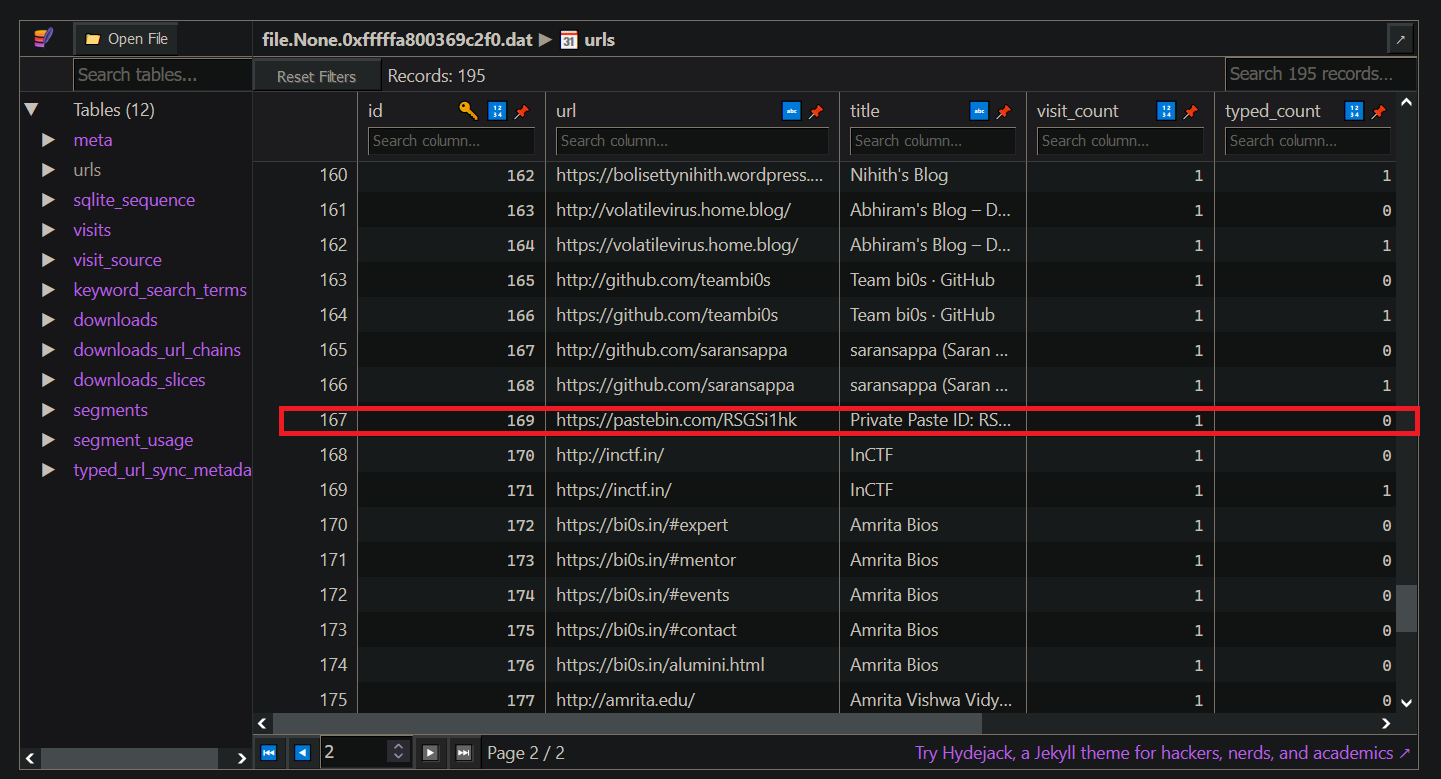 Open File file.None.0xfffffa800369c2f0.dat ▶ urls
Search tables... Reset Filters Records: 195 Search 195 records...
Tables (12)
meta
urls
sqlite_sequence
visits
visit_source
keyword_search_terms
downloads
downloads_url_chains
downloads_slices
segments
segment_usage
typed_url_sync_metada
id url title visit_count typed_count
Search column... Search column... Search column... Search column... Search column...
160 162 https://bolisettynihith.wordpress.... Nihith's Blog 1 1
161 163 http://volatilevirus.home.blog/ Abhiram's Blog – D... 1 0
162 164 https://volatilevirus.home.blog/ Abhiram's Blog – D... 1 1
163 165 http://github.com/teambi0s Team bi0s · GitHub 1 0
164 166 https://github.com/teambi0s Team bi0s · GitHub 1 1
165 167 http://github.com/saransappa saransappa (Saran ... 1 0
166 168 https://github.com/saransappa saransappa (Saran ... 1 1
167 169 https://pastebin.com/RSGSi1hk Private Paste ID: RS... 1 0
168 170 http://inctf.in/ InCTF 1 0
169 171 https://inctf.in/ InCTF 1 1
170 172 https://bi0s.in/#expert Amrita Bios 1 0
171 173 https://bi0s.in/#mentor Amrita Bios 1 0
172 174 https://bi0s.in/#events Amrita Bios 1 0
173 175 https://bi0s.in/#contact Amrita Bios 1 0
174 176 https://bi0s.in/alumini.html Amrita Bios 1 0
175 177 http://amrita.edu/ Amrita Vishwa Vidy... 1 0
2 Page 2 / 2 Try Hydejack, a Jekyll theme for hackers, nerds, and academics ↗